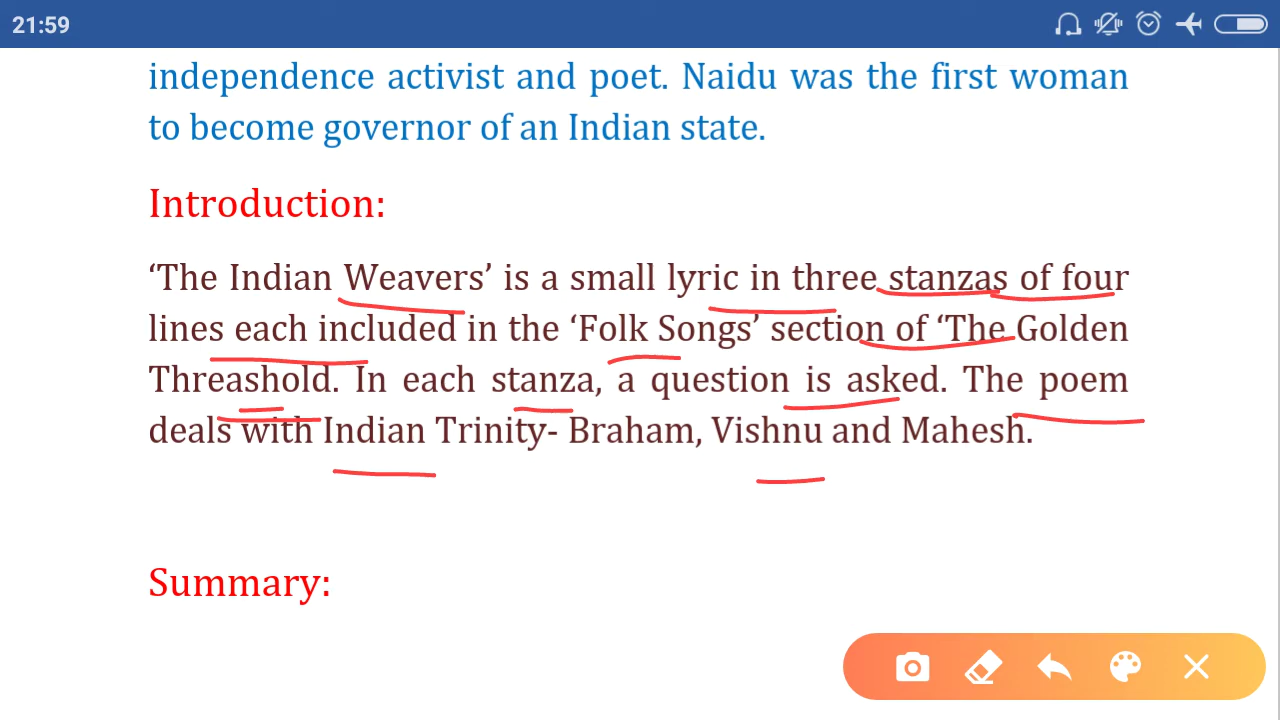 21:59
independence activist and poet. Naidu was the first woman
to become governor of an Indian state.
Introduction:
‘The Indian Weavers’ is a small lyric in three stanzas of four
lines each included in the ‘Folk Songs’ section of ‘The Golden
Threashold. In each stanza, a question is asked. The poem
deals with Indian Trinity- Braham, Vishnu and Mahesh.
Summary: